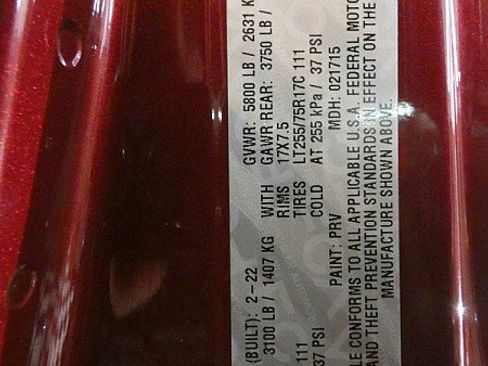 (BUILT): 2-22 GVWR: 5800 LB / 2631 K
3100 LB / 1407 KG WITH GAWR REAR: 3750 LB /
RIMS 17X7.5
111 TIRES LT255/75R17C 111
37 PSI COLD AT 255 kPa / 37 PSI
PAINT: PRV MDH: 021715
LE CONFORMS TO ALL APPLICABLE U.S.A. FEDERAL MOTO
AND THEFT PREVENTION STANDARDS IN EFFECT ON THE
MANUFACTURE SHOWN ABOVE.